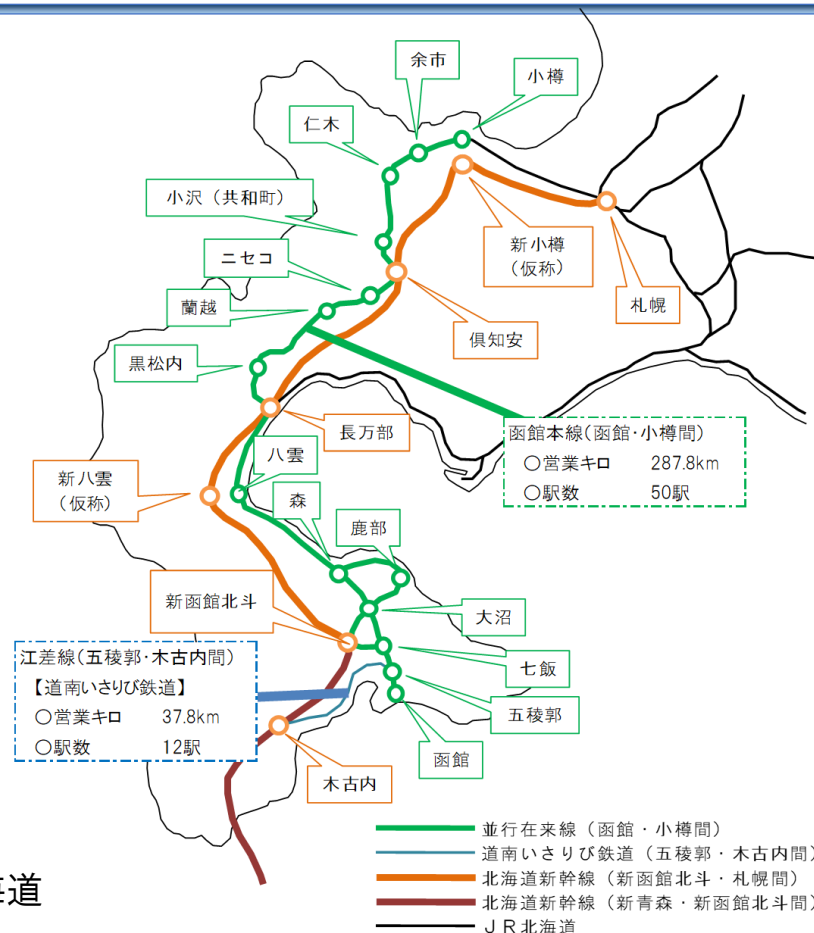 余市
小樽
仁木
小沢（共和町）
ニセコ
新小樽
（仮称）
蘭越
札幌
倶知安
黒松内
長万部
函館本線(函館・小樽間)
○営業キロ 287.8km
○駅数 50駅
八雲
新八雲
（仮称）
森
鹿部
新函館北斗
大沼
江差線(五稜郭・木古内間)
【道南いさりび鉄道】
○営業キロ 37.8km
○駅数 12駅
七飯
五稜郭
函館
木古内
並行在来線（函館・小樽間）
道南いさりび鉄道（五稜郭・木古内間）
北海道新幹線（新函館北斗・札幌間）
北海道新幹線（新青森・新函館北斗間）
ＪＲ北海道
道